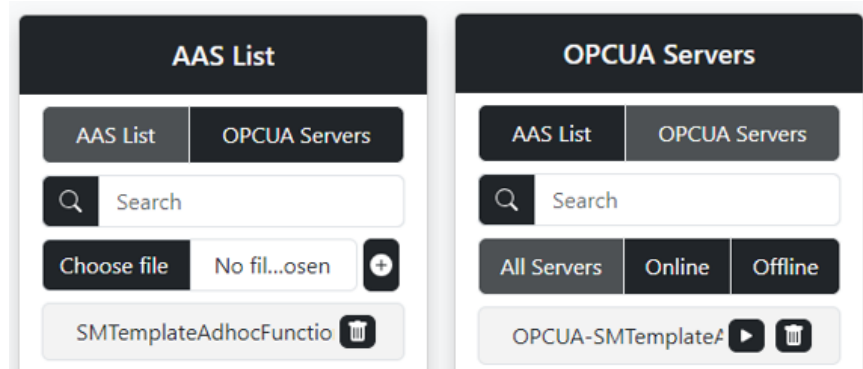 AAS List
AAS List OPCUA Servers
Search
Choose file No fil...osen
SMTemplateAdhocFunctio
OPCUA Servers
AAS List OPCUA Servers
Search
All Servers Online Offline
OPCUA-SMTemplateA